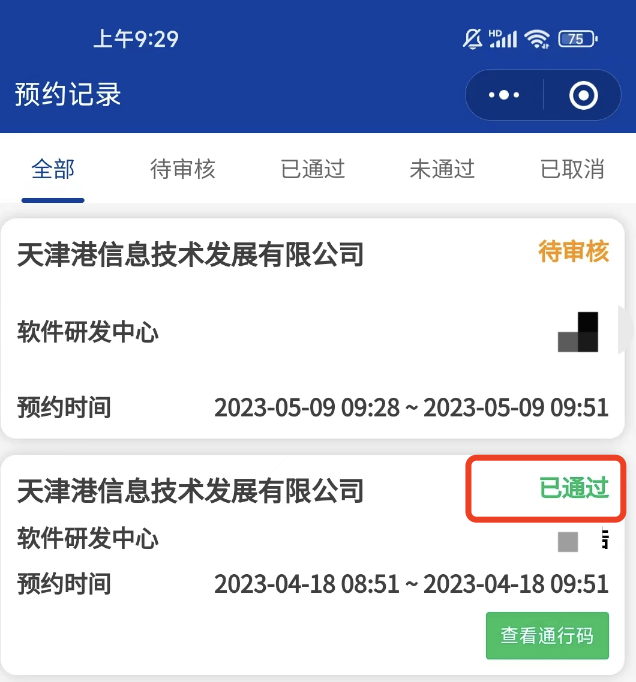 上午9:29
HD
75
预约记录
全部 待审核 已通过 未通过 已取消
天津港信息技术发展有限公司 待审核
软件研发中心
预约时间 2023-05-09 09:28 ~ 2023-05-09 09:51
天津港信息技术发展有限公司 已通过
软件研发中心
预约时间 2023-04-18 08:51 ~ 2023-04-18 09:51
查看通行码